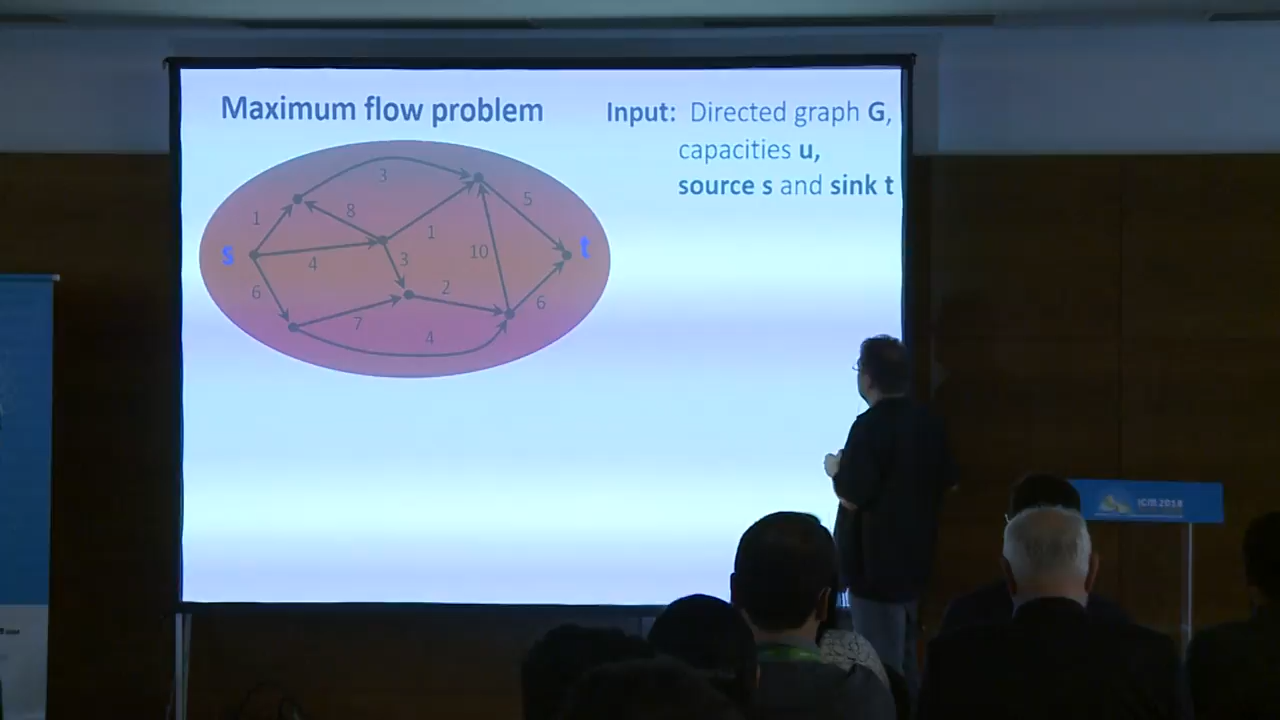 Maximum flow problem
Input: Directed graph G,
capacities u,
source s and sink t
3
1
8
5
s
1
10
t
4
3
6
2
6
7
4
ICM 2018